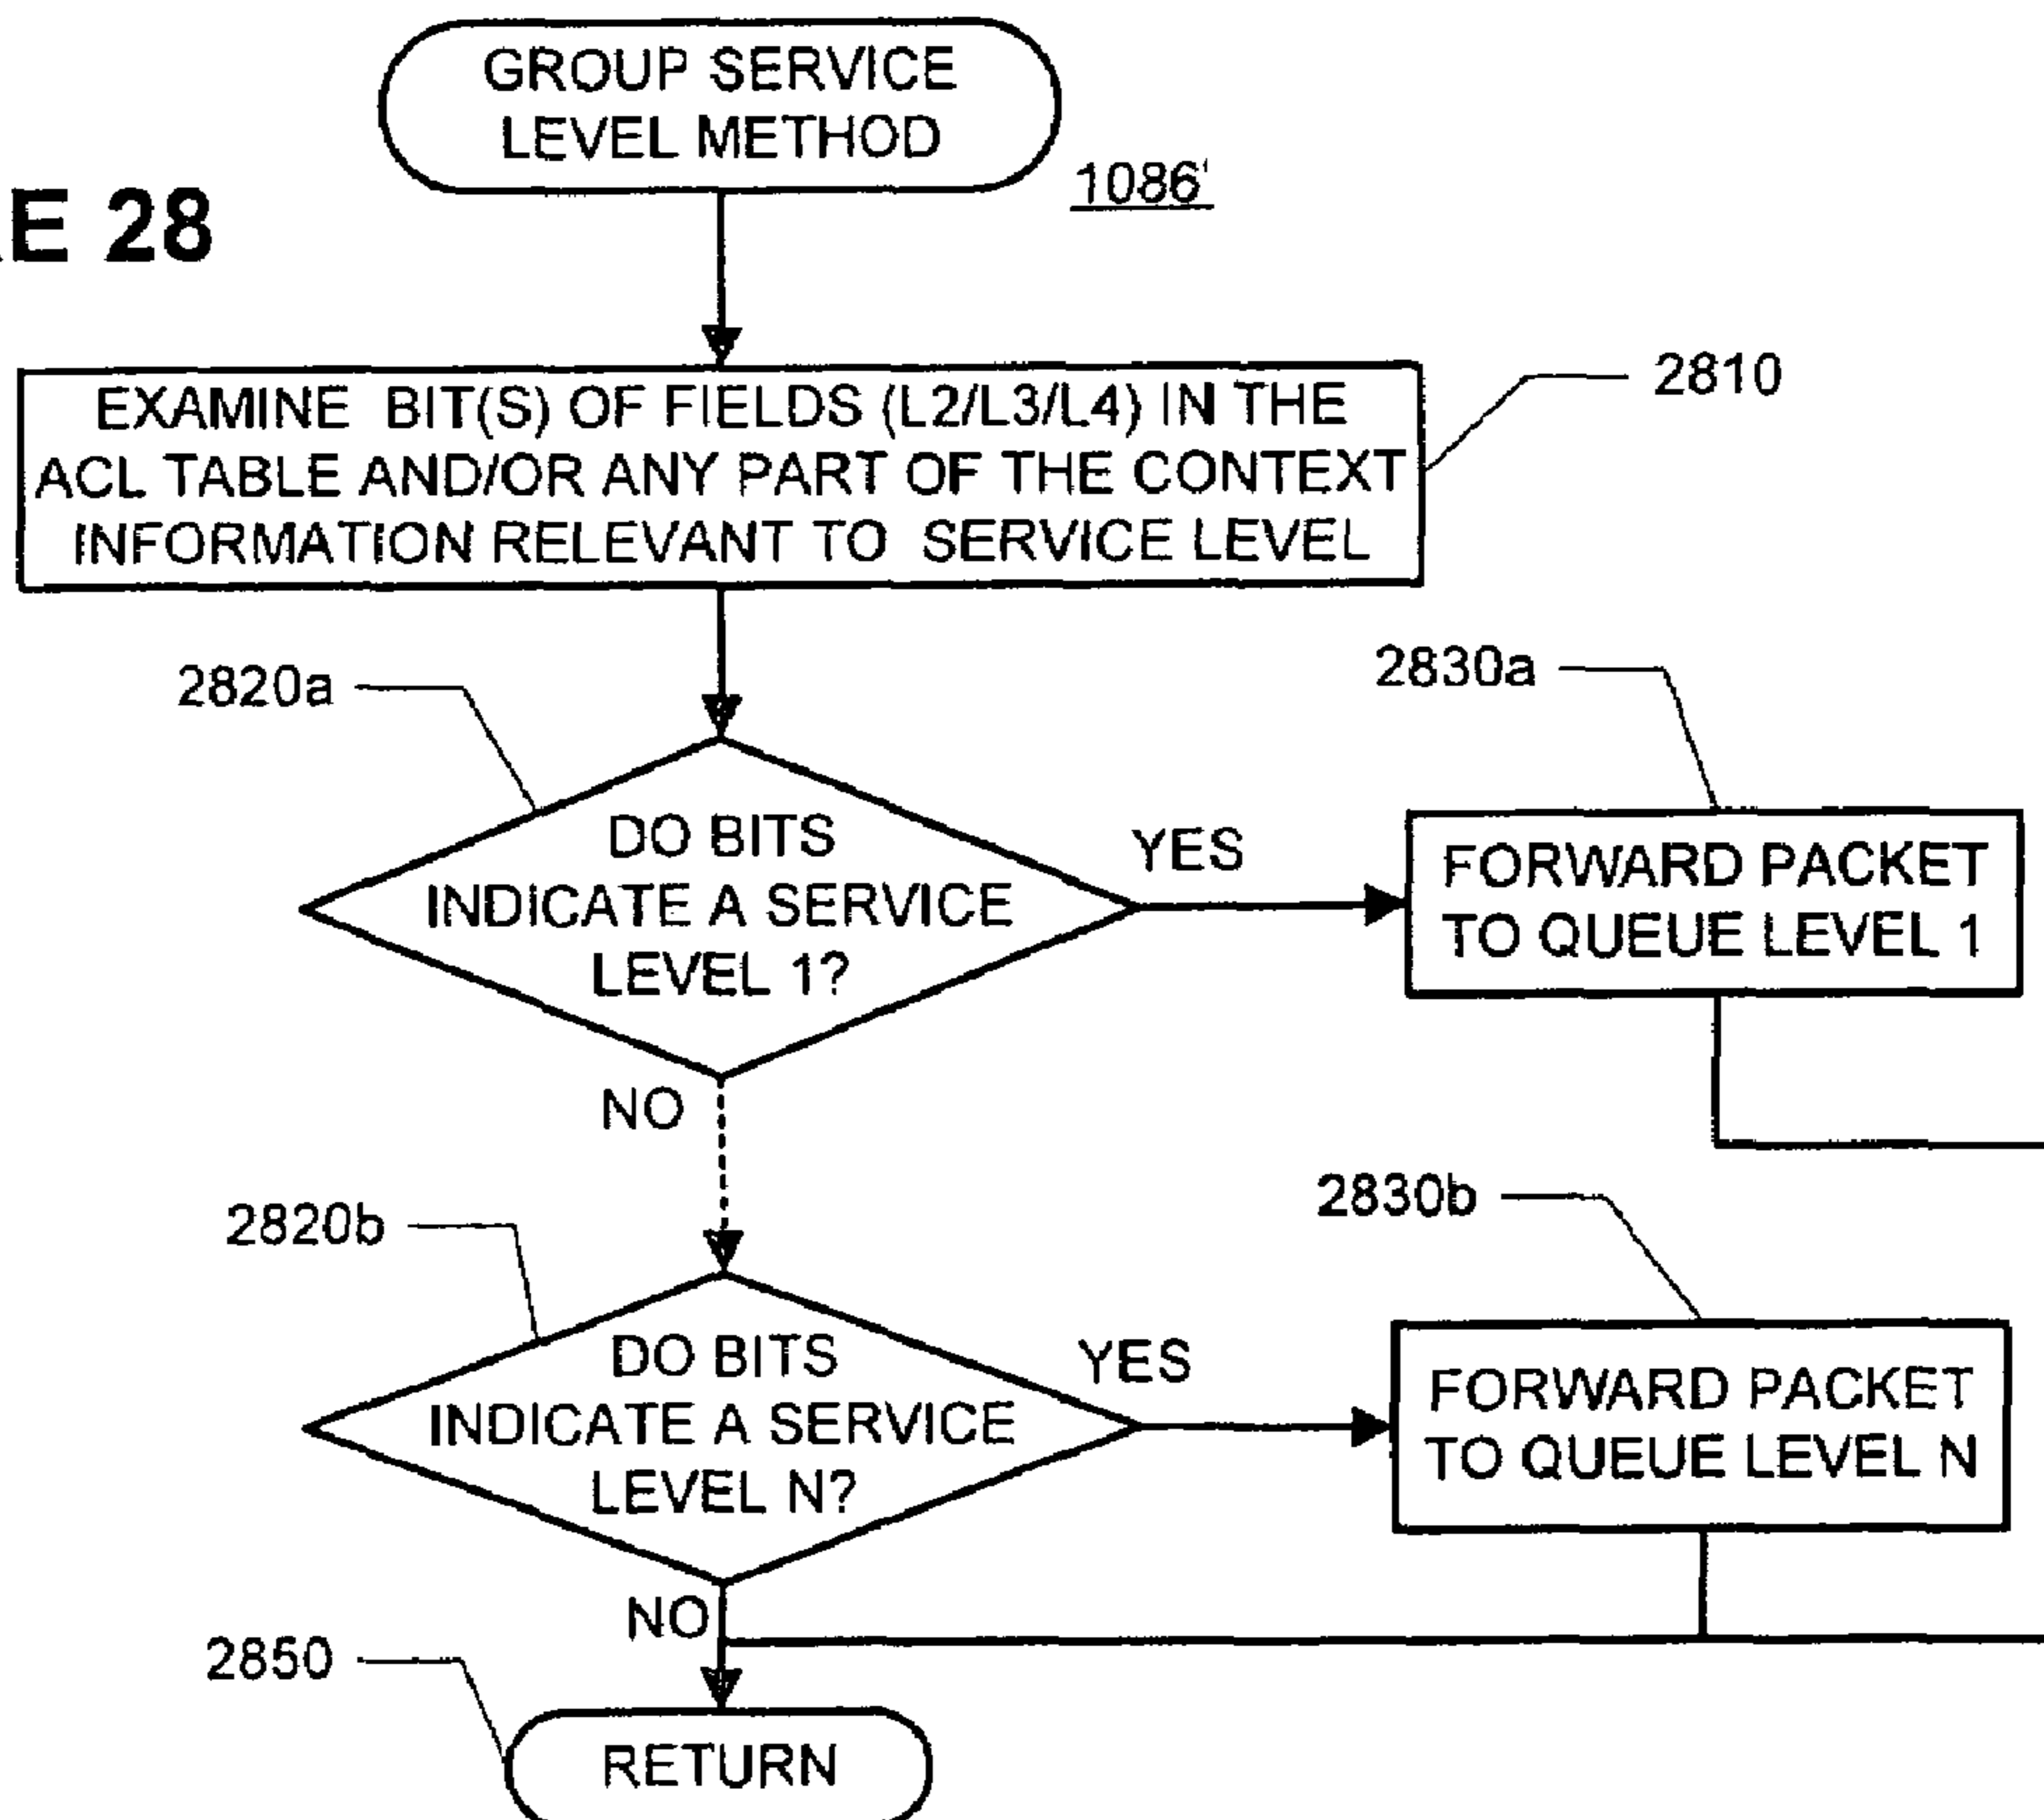 GROUP SERVICE
LEVEL METHOD
1086'
E 28
EXAMINE BIT(S) OF FIELDS (L2/L3/L4) IN THE
ACL TABLE AND/OR ANY PART OF THE CONTEXT
INFORMATION RELEVANT TO SERVICE LEVEL
2810
2820a
2830a
DO BITS
INDICATE A SERVICE
LEVEL 1?
YES
FORWARD PACKET
TO QUEUE LEVEL 1
NO
2820b
2830b
DO BITS
INDICATE A SERVICE
LEVEL N?
YES
FORWARD PACKET
TO QUEUE LEVEL N
NO
2850
RETURN